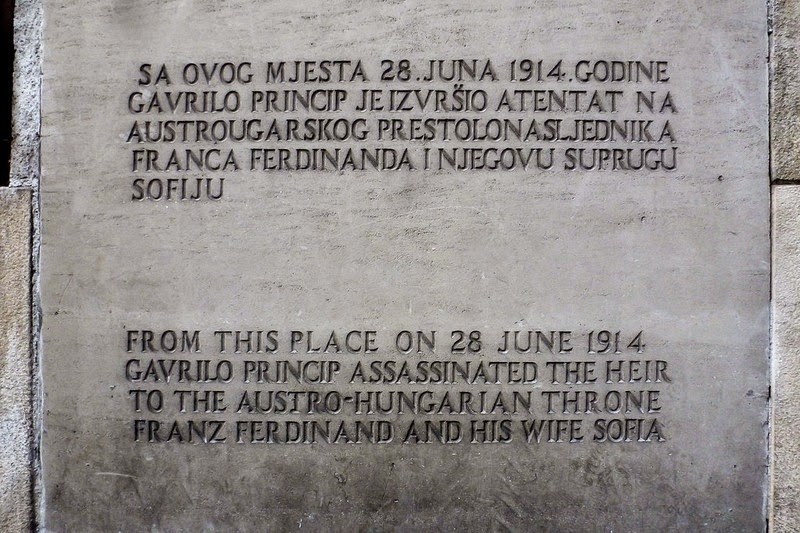 SA OVOG MJESTA 28. JUNA 1914. GODINE
GAVRILO PRINCIP JE IZVRŠIO ATENTAT NA
AUSTROUGARSKOG PRESTOLONASLJEDNIKA
FRANCA FERDINANDA I NJEGOVU SUPRUGU
SOFIJU
FROM THIS PLACE ON 28 JUNE 1914
GAVRILO PRINCIP ASSASSINATED THE HEIR
TO THE AUSTRO-HUNGARIAN THRONE
FRANZ FERDINAND AND HIS WIFE SOFIA